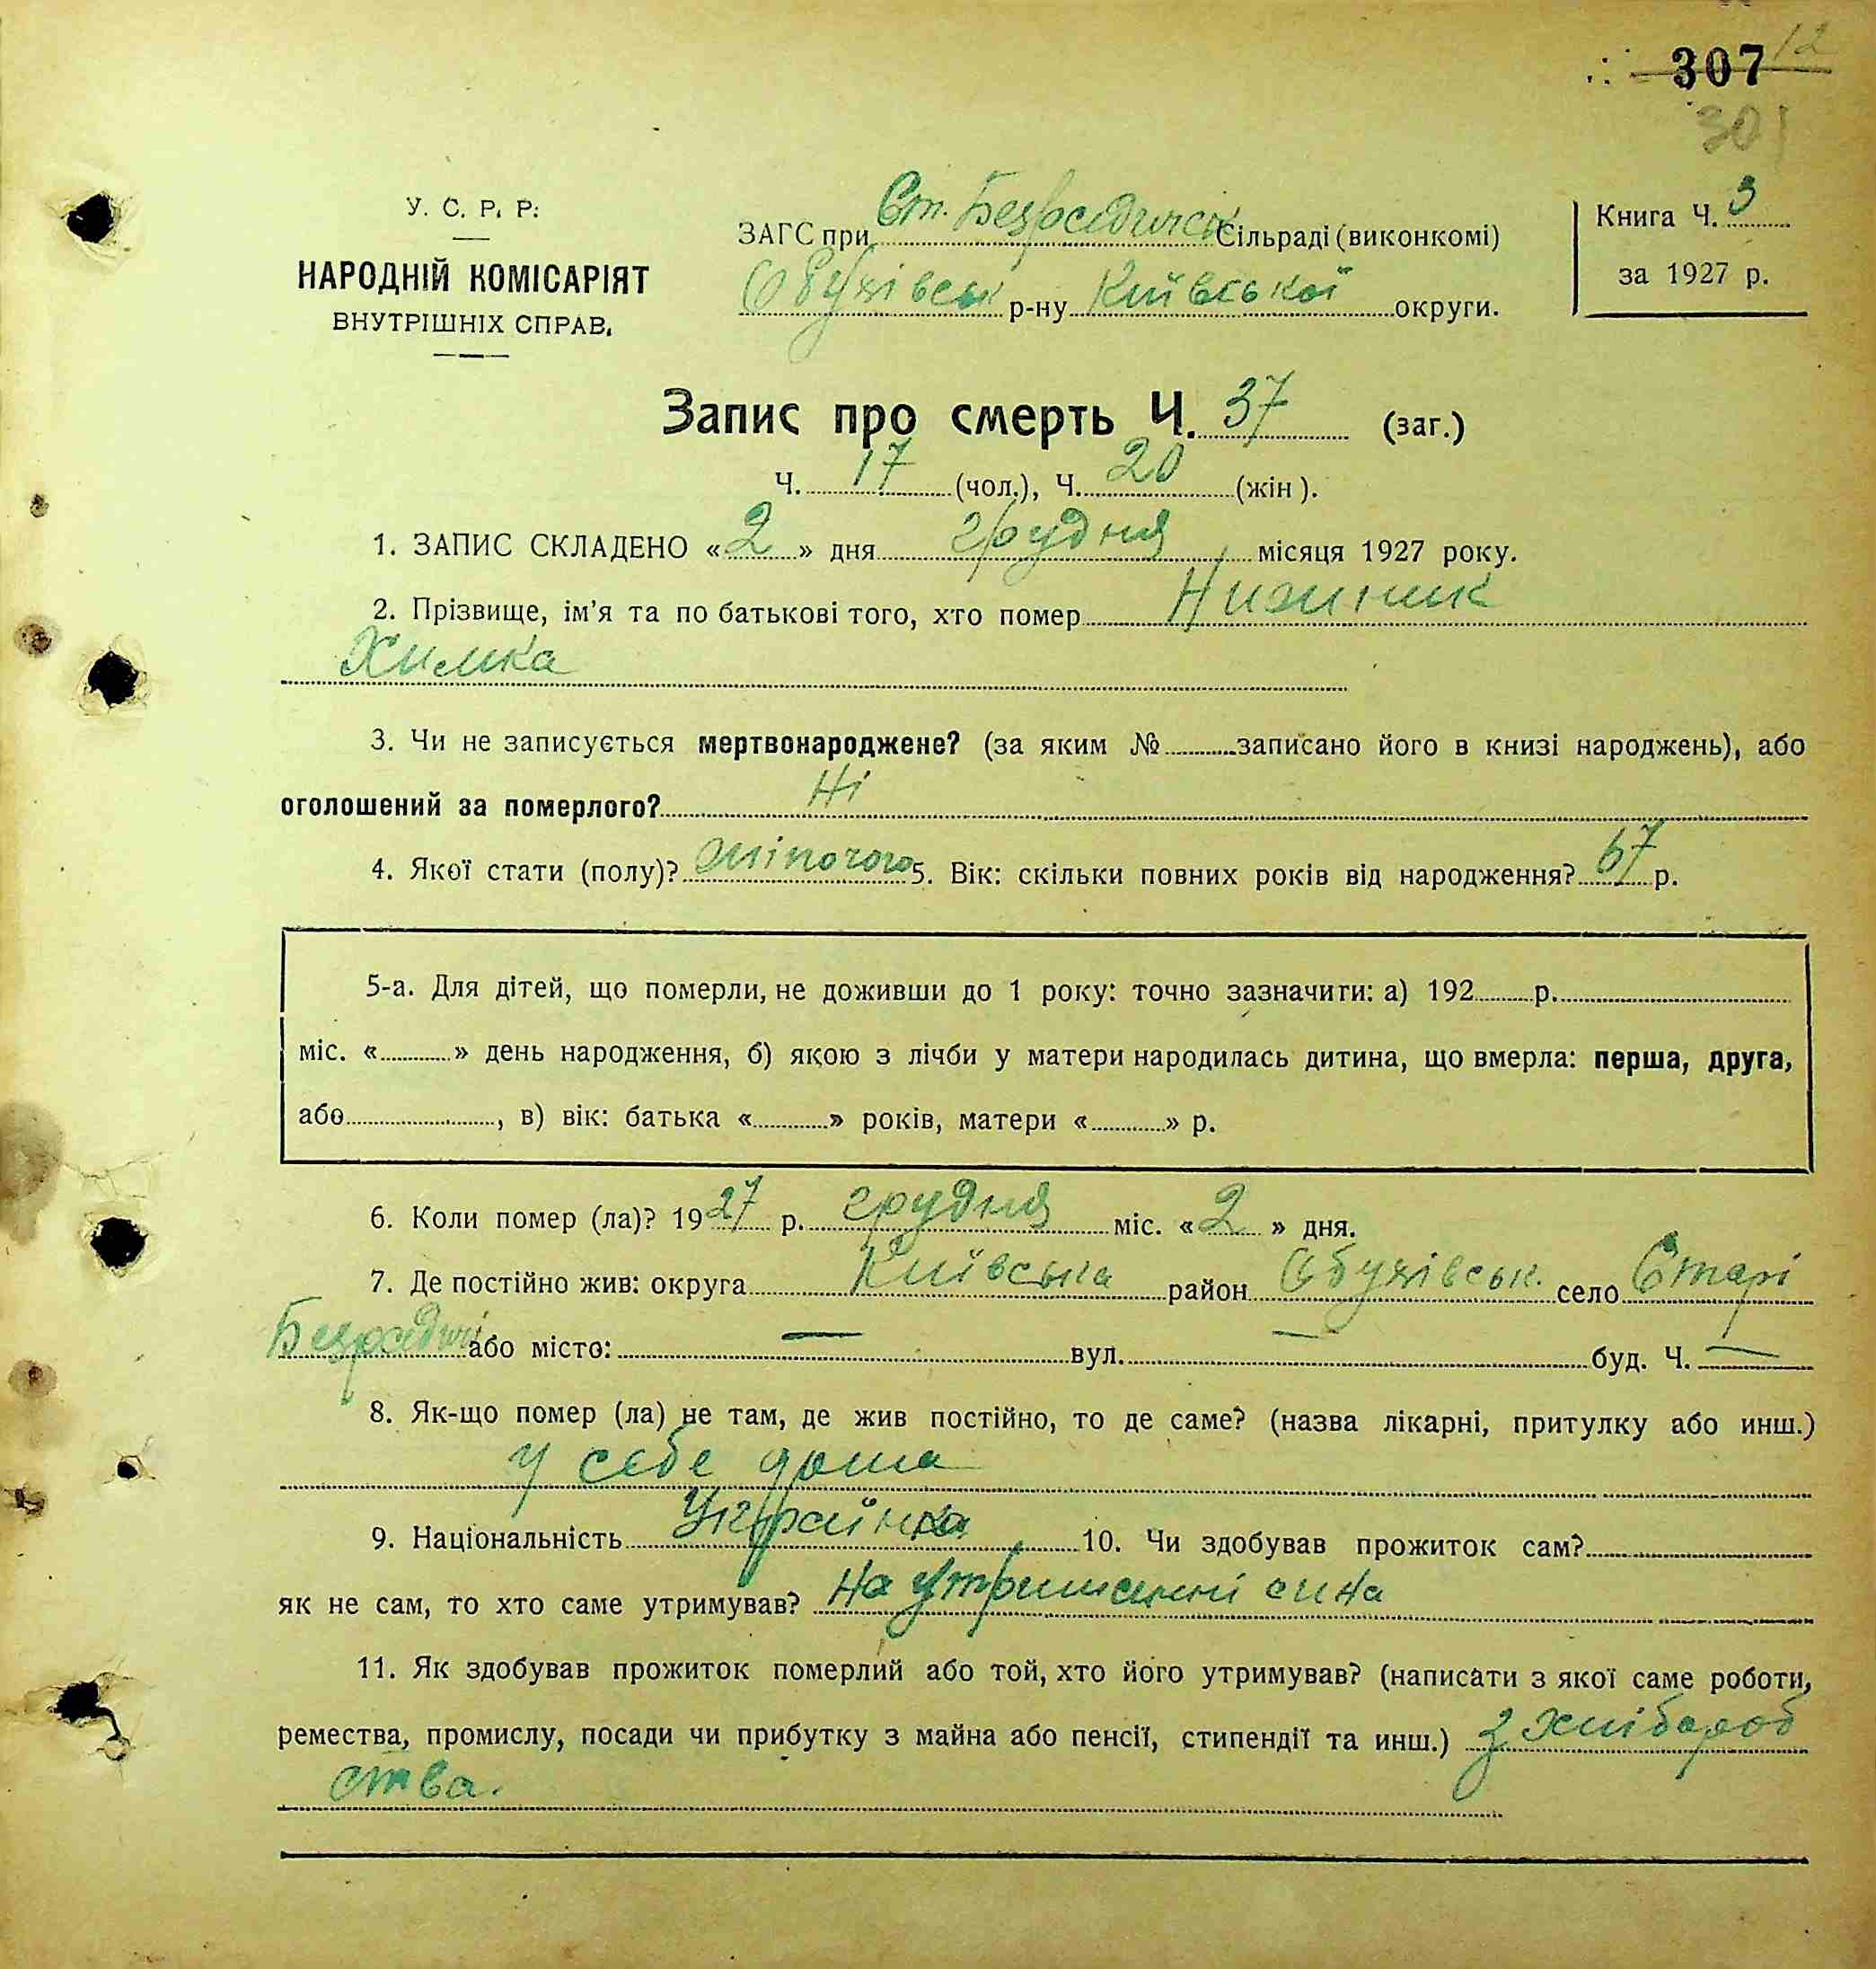 307 12
301
У. С. Р. Р.
НАРОДНІЙ КОМІСАРІЯТ
ВНУТРІШНІХ СПРАВ.
ЗАГС при Ст. Безрадичськ Сільраді (виконкомі)
Обухівськ р-ну Київської округи.
Книга Ч. 3
за 1927 р.
Запис про смерть Ч. 37 (заг.)
Ч. 17 (чол.), Ч. 20 (жін).
1. ЗАПИС СКЛАДЕНО «2» дня грудня місяця 1927 року.
2. Прізвище, ім'я та по батькові того, хто помер Нижник
Химка
3. Чи не записується мертвонароджене? (за яким № записано його в книзі народжень), або
оголошений за померлого? Ні
4. Якої стати (полу)? жіночого 5. Вік: скільки повних років від народження? 67 р.
5-а. Для дітей, що померли, не доживши до 1 року: точно зазначити: а) 192 р.
міс. « » день народження, б) якою з лічби у матери народилась дитина, що вмерла: перша, друга,
або , в) вік: батька « » років, матери « » р.
6. Коли помер (ла)? 1927 р. грудня міс. «2» дня.
7. Де постійно жив: округа Київська район Обухівськ. село Старі
Безрадичі або місто: — вул. — буд. Ч. —
8. Як-що помер (ла) не там, де жив постійно, то де саме? (назва лікарні, притулку або инш.)
у себе дома
9. Національність Українка 10. Чи здобував прожиток сам?
як не сам, то хто саме утримував? На утриманні сина
11. Як здобував прожиток померлий або той, хто його утримував? (написати з якої саме роботи,
ремества, промислу, посади чи прибутку з майна або пенсії, стипендії та инш.) з хлібороб
ства.